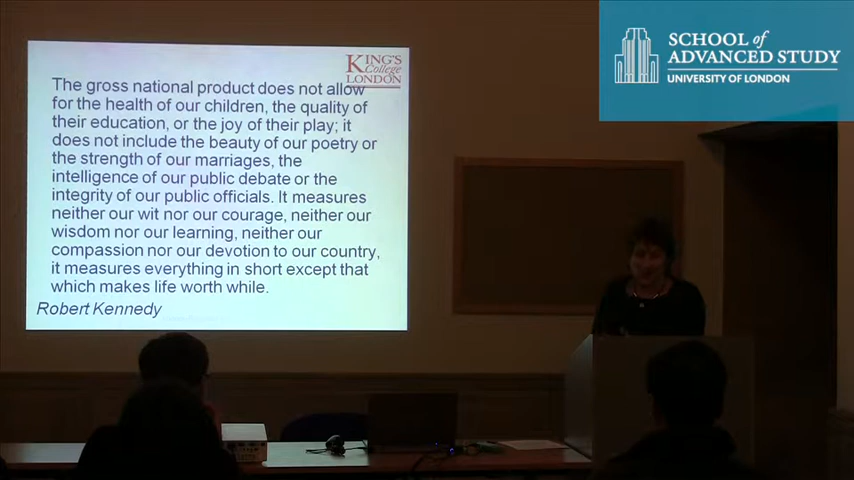 KING'S
College
LONDON
The gross national product does not allow
for the health of our children, the quality of
their education, or the joy of their play; it
does not include the beauty of our poetry or
the strength of our marriages, the
intelligence of our public debate or the
integrity of our public officials. It measures
neither our wit nor our courage, neither our
wisdom nor our learning, neither our
compassion nor our devotion to our country,
it measures everything in short except that
which makes life worth while.
Robert Kennedy
SCHOOL of
ADVANCED STUDY
UNIVERSITY OF LONDON